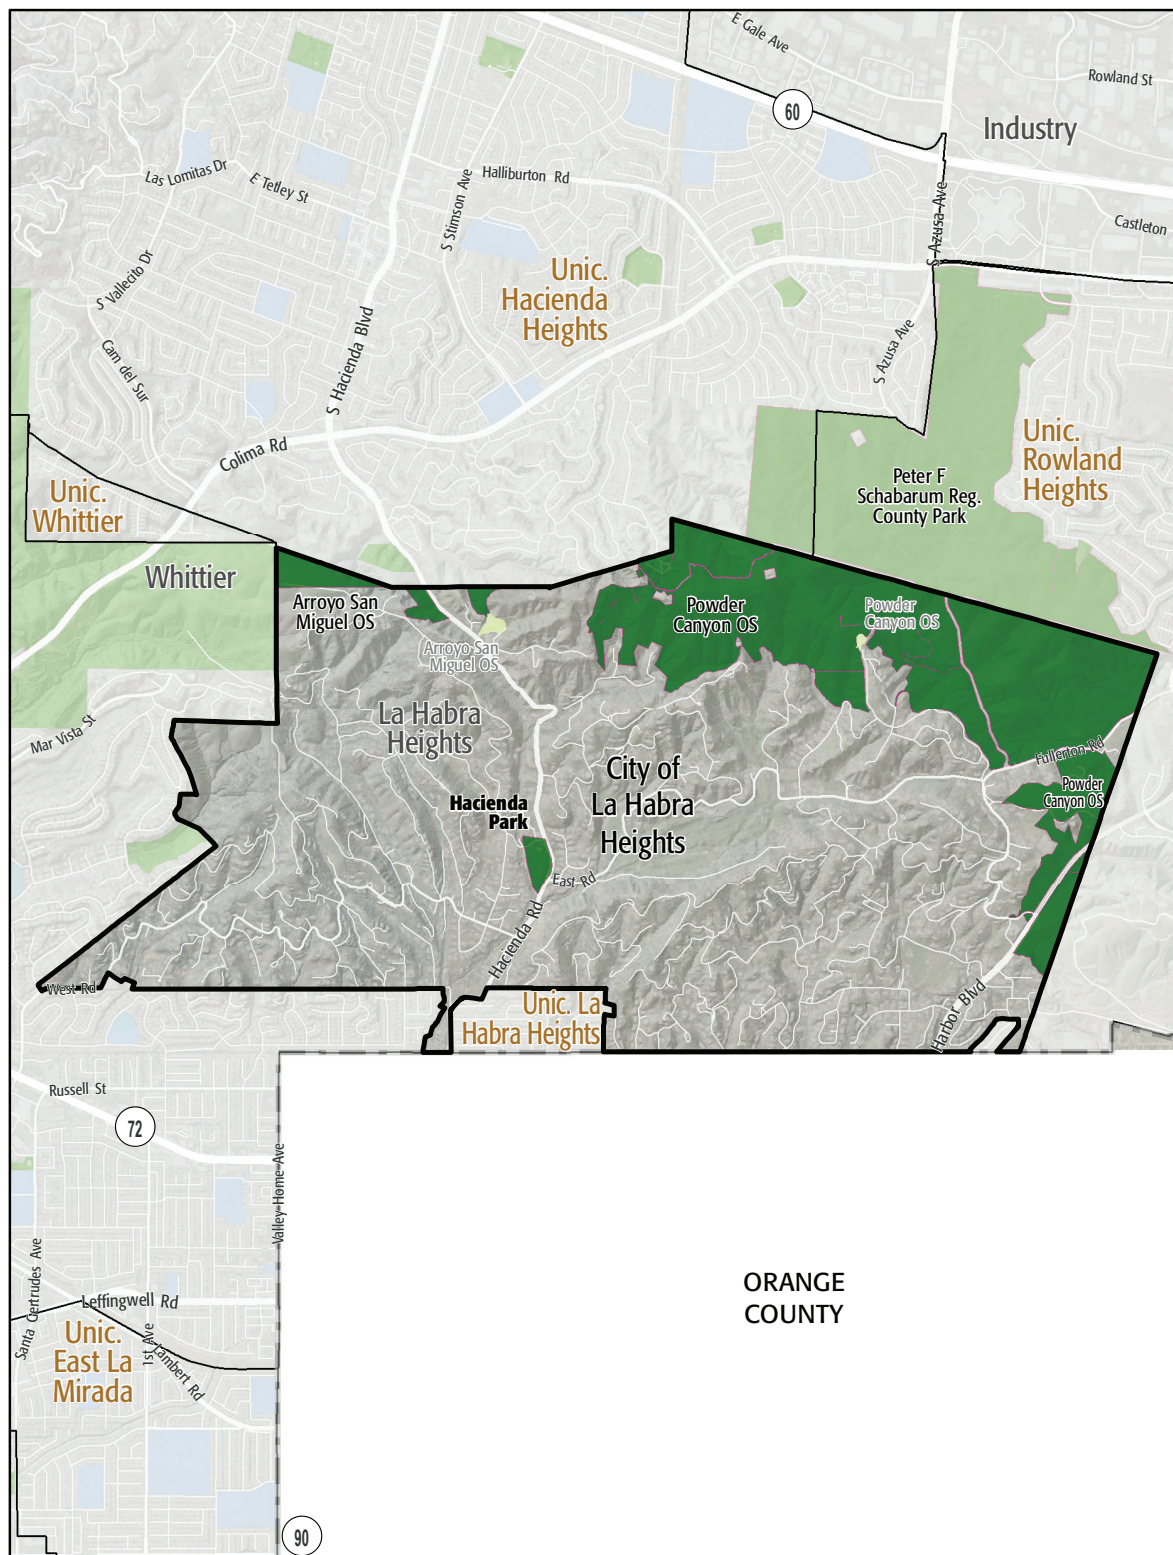 E Gale Ave
Rowland St
60
Industry
Las Lomitas Dr
E Tetley St
S Stimson Ave
Halliburton Rd
S Azusa Ave
Castleton
Unic.
Hacienda
Heights
S Vallecito Dr
Cam del Sur
S Hacienda Blvd
S Azusa Ave
Colima Rd
Unic.
Rowland
Heights
Peter F
Schabarum Reg.
County Park
Unic.
Whittier
Whittier
Arroyo San
Miguel OS
Arroyo San
Miguel OS
Powder
Canyon OS
Powder
Canyon OS
Mar Vista St
La Habra
Heights
Fullerton Rd
City of
La Habra
Heights
Powder
Canyon OS
Hacienda
Park
East Rd
Hacienda Rd
West Rd
Unic. La
Habra Heights
Harbor Blvd
Russell St
72
Valley Home Ave
Santa Gertrudes Ave
Leffingwell Rd
ORANGE
COUNTY
Unic.
East La
Mirada
1st Ave
Lambert Rd
90